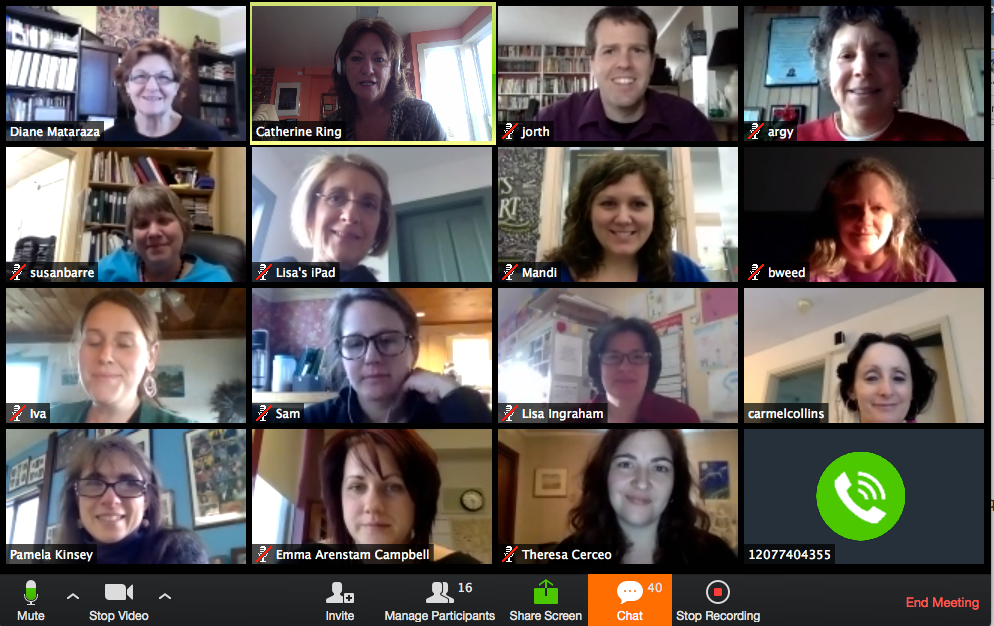 Diane Mataraza
Catherine Ring
jorth
argy
susanbarre
Lisa's iPad
Mandi
bweed
Iva
Sam
Lisa Ingraham
carmelcollins
Pamela Kinsey
Emma Arenstam Campbell
Theresa Cerceo
12077404355
16
40
Mute
Stop Video
Invite
Manage Participants
Share Screen
Chat
Stop Recording
End Meeting